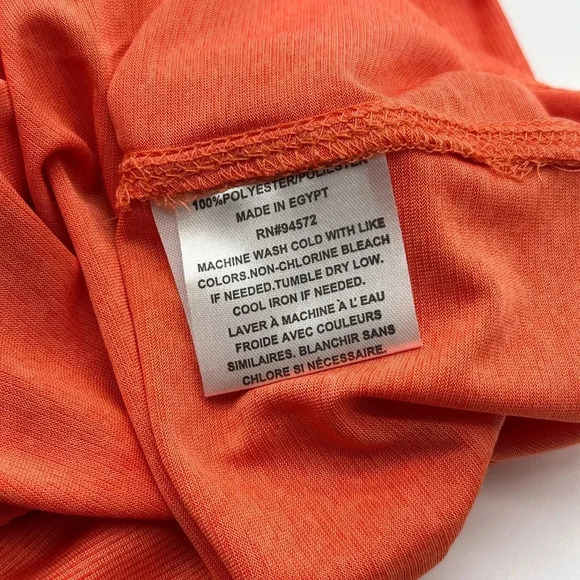 100%POLYESTER/PULIESTER
MADE IN EGYPT
RN#94572
MACHINE WASH COLD WITH LIKE
COLORS.NON-CHLORINE BLEACH
IF NEEDED.TUMBLE DRY LOW.
COOL IRON IF NEEDED.
LAVER À MACHINE À L'EAU
FROIDE AVEC COULEURS
SIMILAIRES. BLANCHIR SANS
CHLORE SI NÉCESSAIRE.